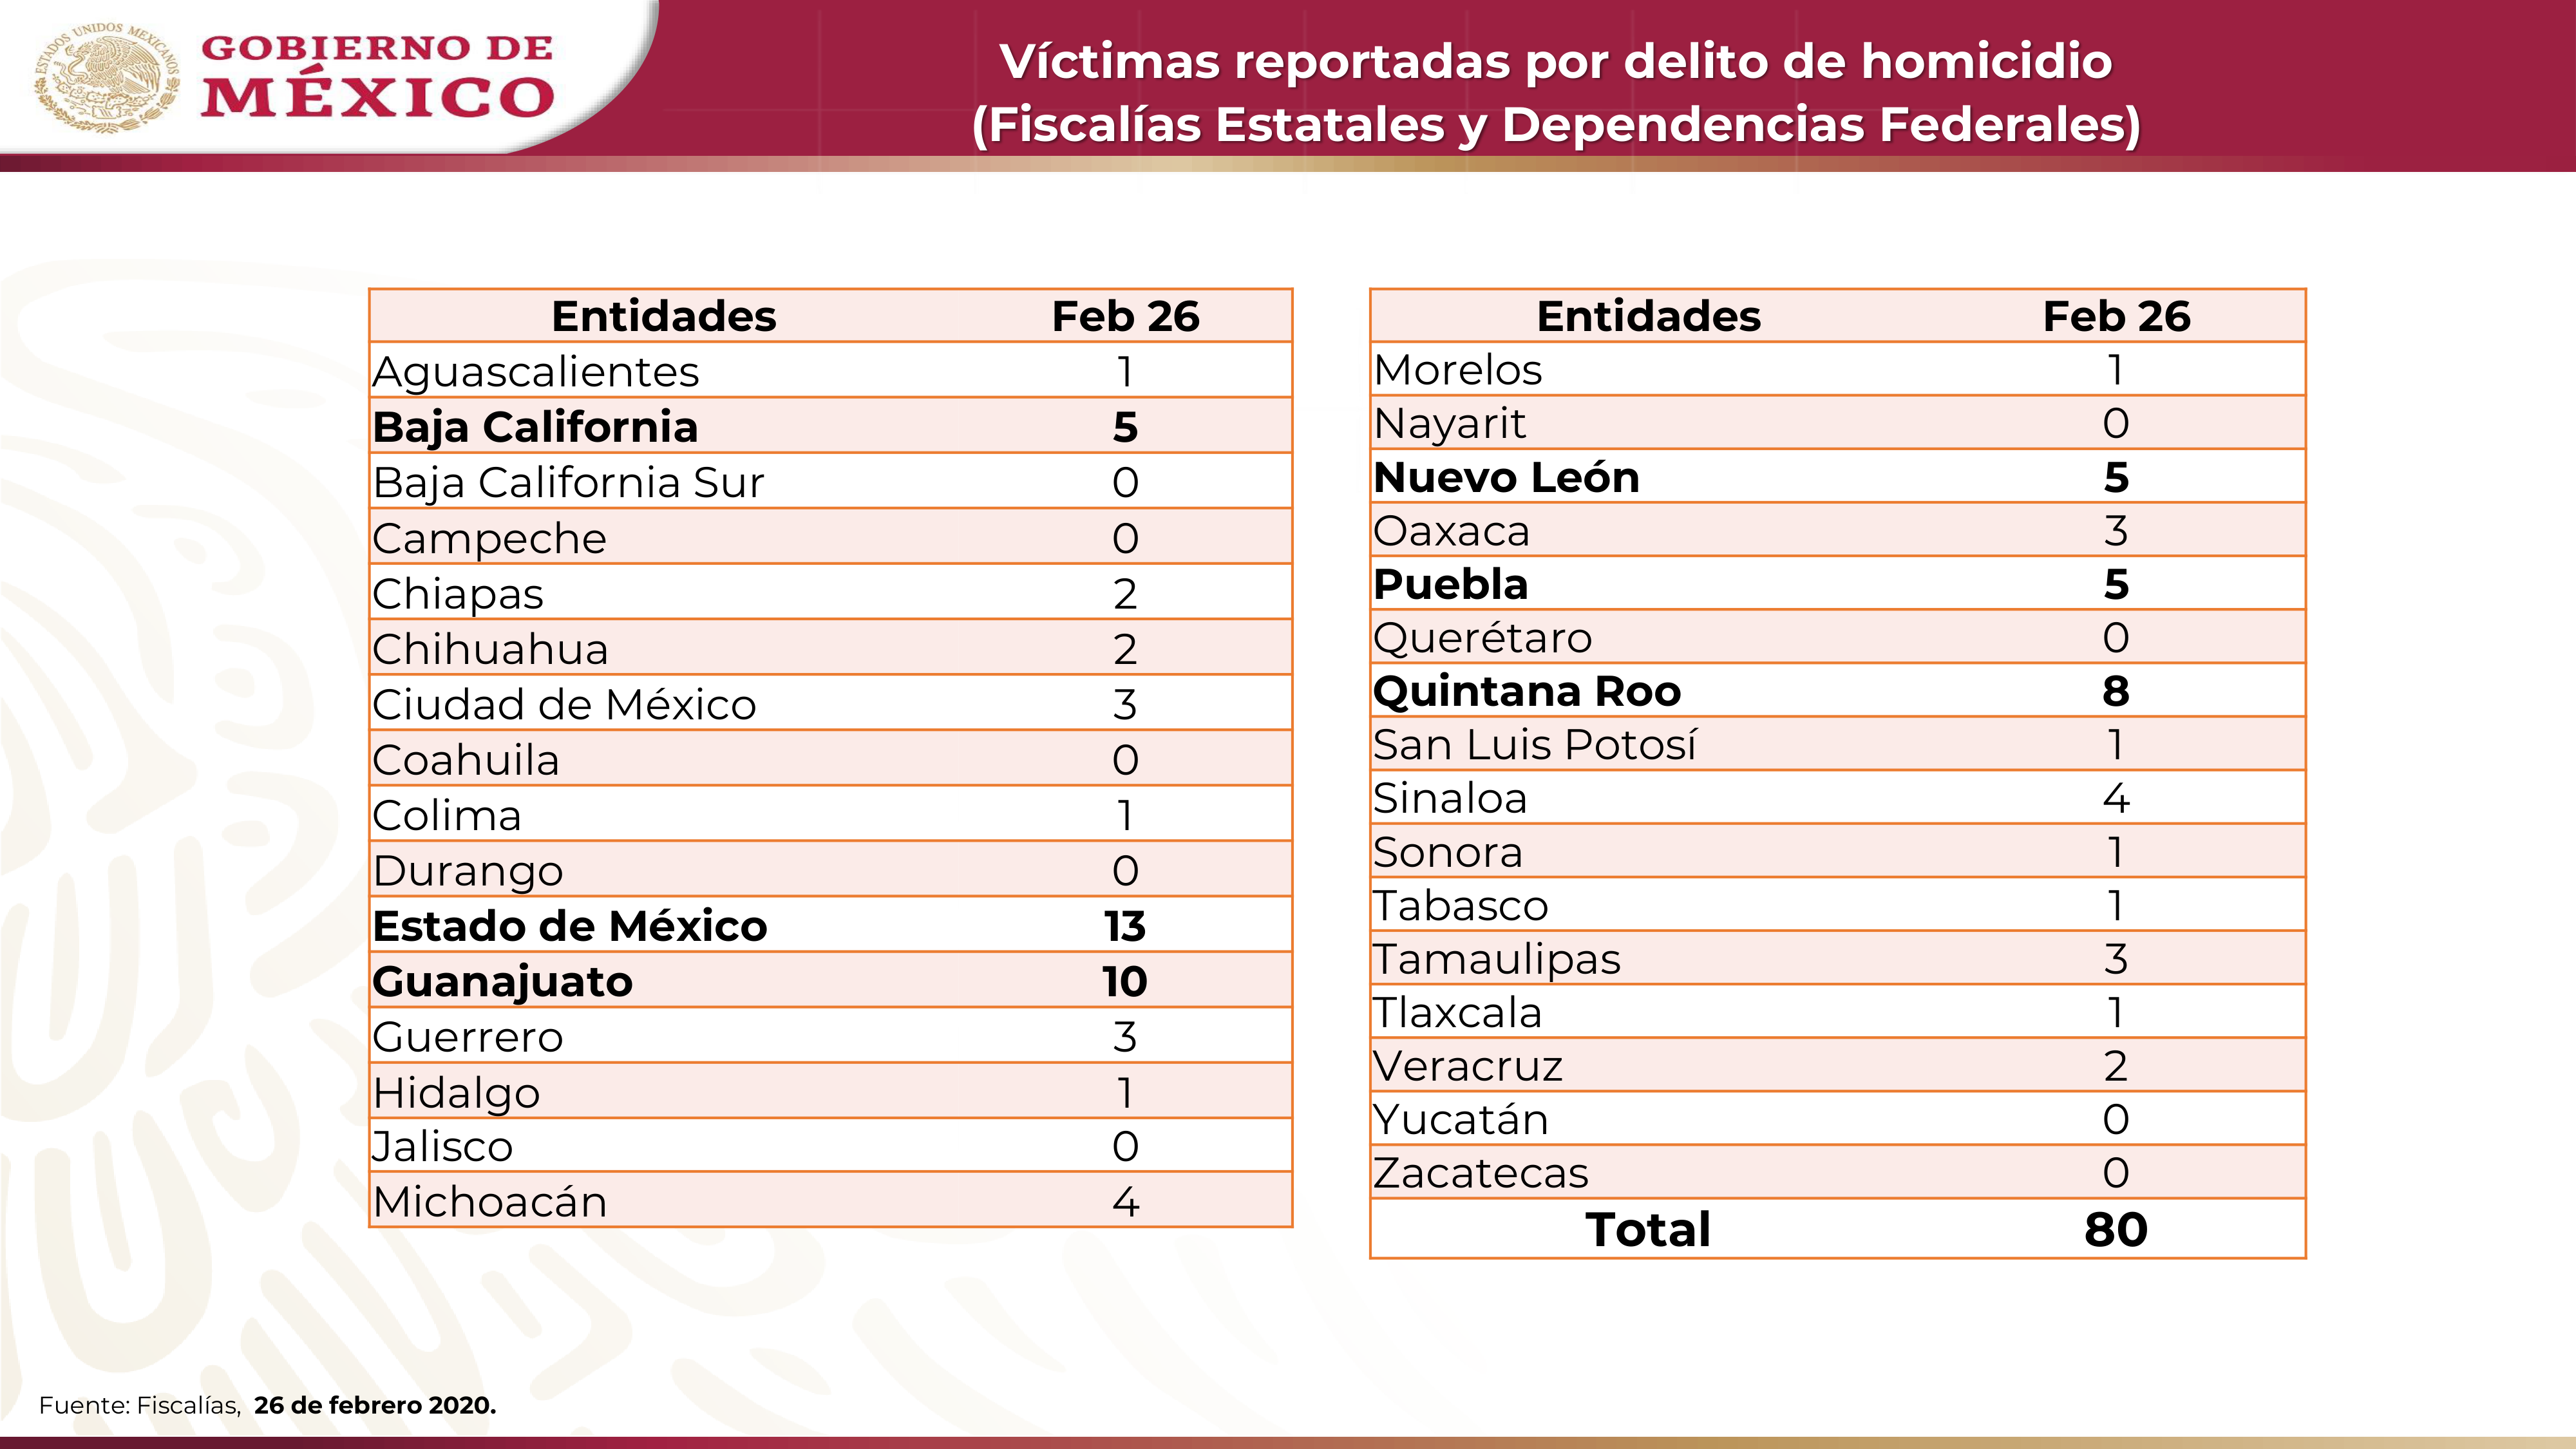 ESTADOS UNIDOS MEXICANOS
GOBIERNO DE
MÉXICO
Víctimas reportadas por delito de homicidio
(Fiscalías Estatales y Dependencias Federales)
Entidades Feb 26
Aguascalientes 1
Baja California 5
Baja California Sur 0
Campeche 0
Chiapas 2
Chihuahua 2
Ciudad de México 3
Coahuila 0
Colima 1
Durango 0
Estado de México 13
Guanajuato 10
Guerrero 3
Hidalgo 1
Jalisco 0
Michoacán 4
Entidades Feb 26
Morelos 1
Nayarit 0
Nuevo León 5
Oaxaca 3
Puebla 5
Querétaro 0
Quintana Roo 8
San Luis Potosí 1
Sinaloa 4
Sonora 1
Tabasco 1
Tamaulipas 3
Tlaxcala 1
Veracruz 2
Yucatán 0
Zacatecas 0
Total 80
Fuente: Fiscalías, 26 de febrero 2020.